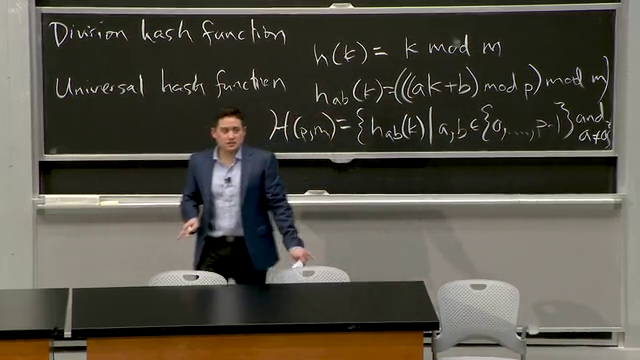 Division hash function h(k) = k mod m
Universal hash function h_ab(k) = (((ak+b) mod p) mod m)
H(p,m) = {h_ab(k) | a,b ∈ {0,...,p-1} and a≠0}